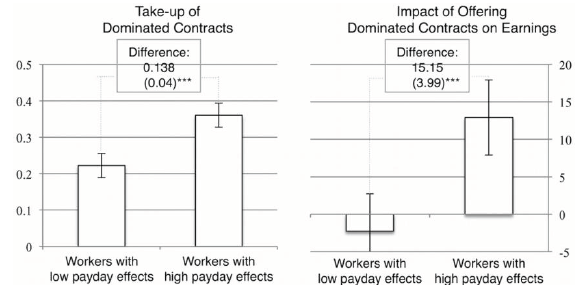 Take-up of
Dominated Contracts
Difference:
0.138
(0.04)***
0.5
0.4
0.3
0.2
0.1
0
Workers with
low payday effects
Workers with
high payday effects
Impact of Offering
Dominated Contracts on Earnings
Difference:
15.15
(3.99)***
20
15
10
5
0
-5
Workers with
low payday effects
Workers with
high payday effects